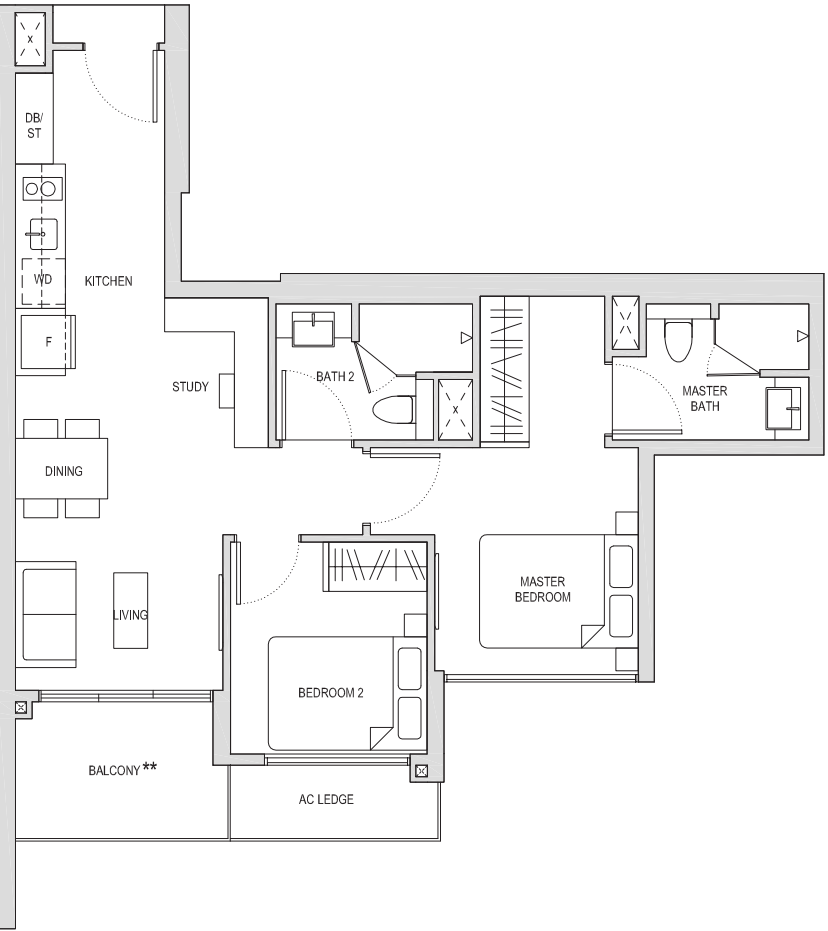 DB/
ST
WD
KITCHEN
F
STUDY
BATH 2
MASTER
BATH
DINING
LIVING
MASTER
BEDROOM
BEDROOM 2
BALCONY **
AC LEDGE